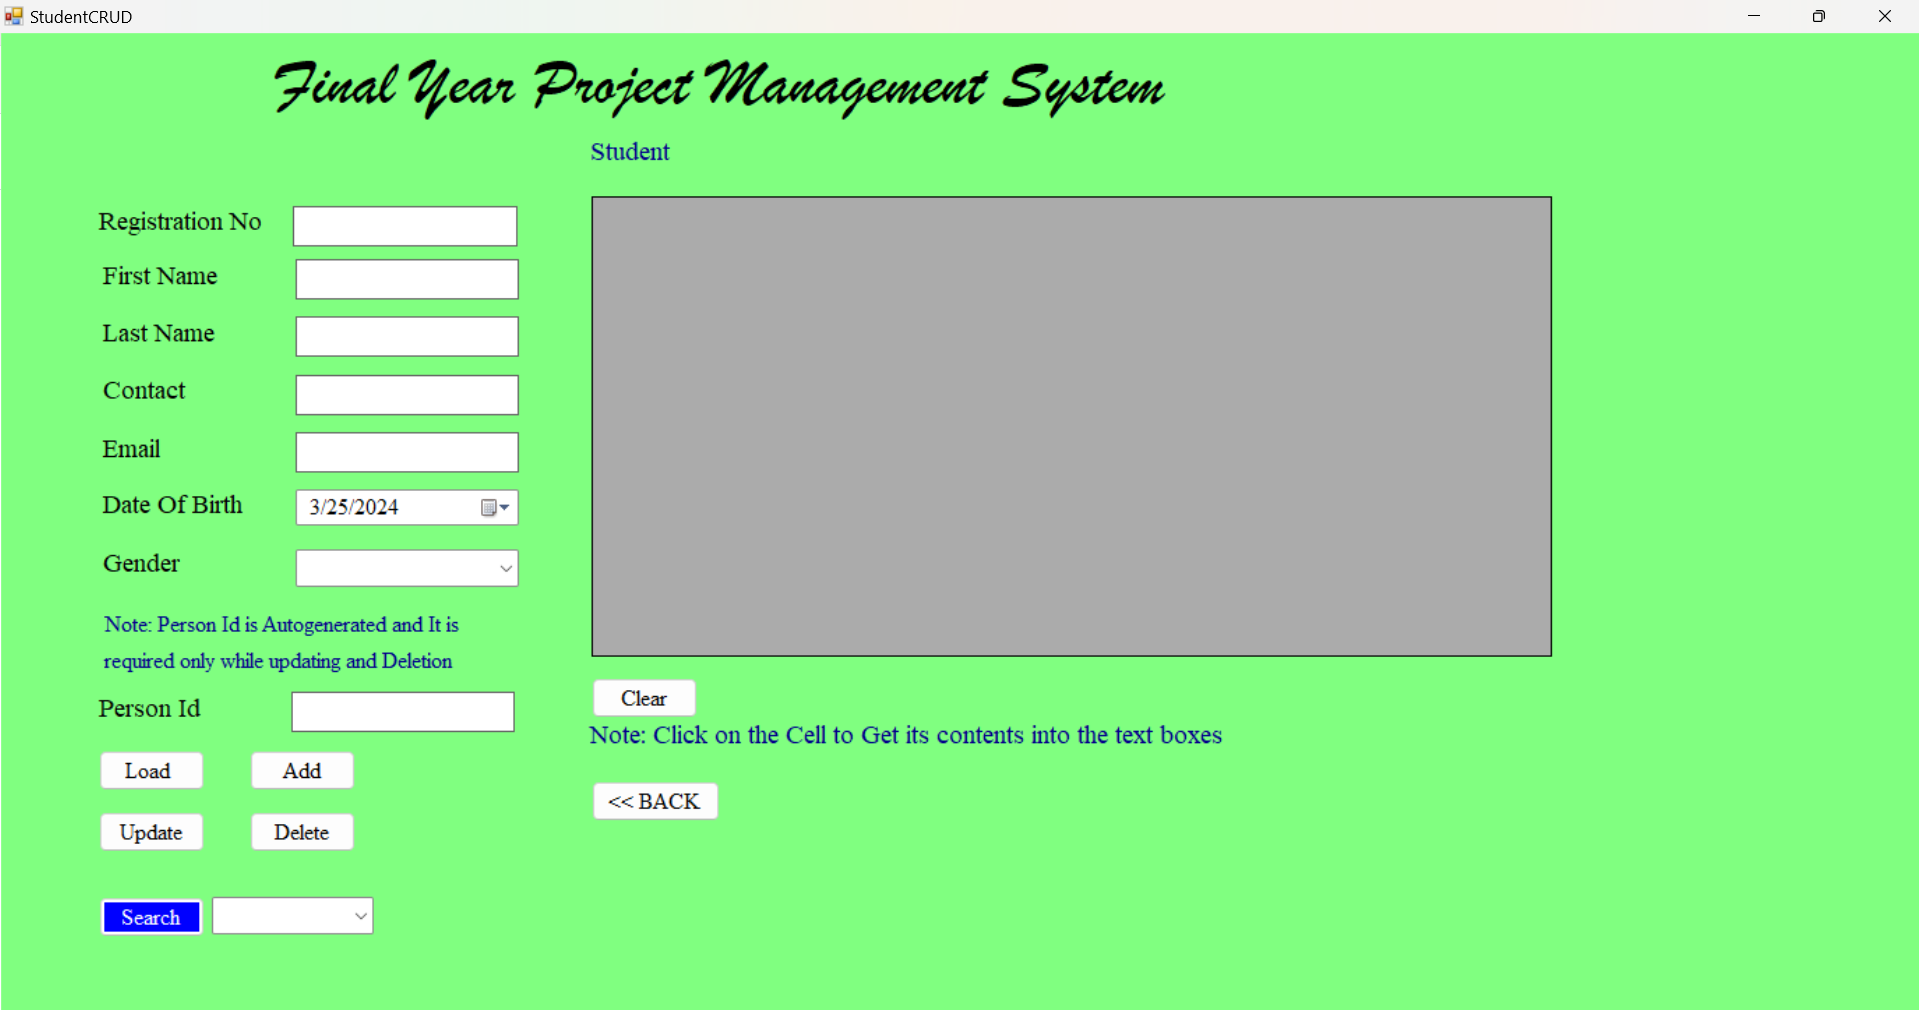 StudentCRUD
Final Year Project Management System
Student
Registration No
First Name
Last Name
Contact
Email
Date Of Birth
3/25/2024
Gender
Note: Person Id is Autogenerated and It is
required only while updating and Deletion
Person Id
Load
Add
Update
Delete
Search
Clear
Note: Click on the Cell to Get its contents into the text boxes
<< BACK